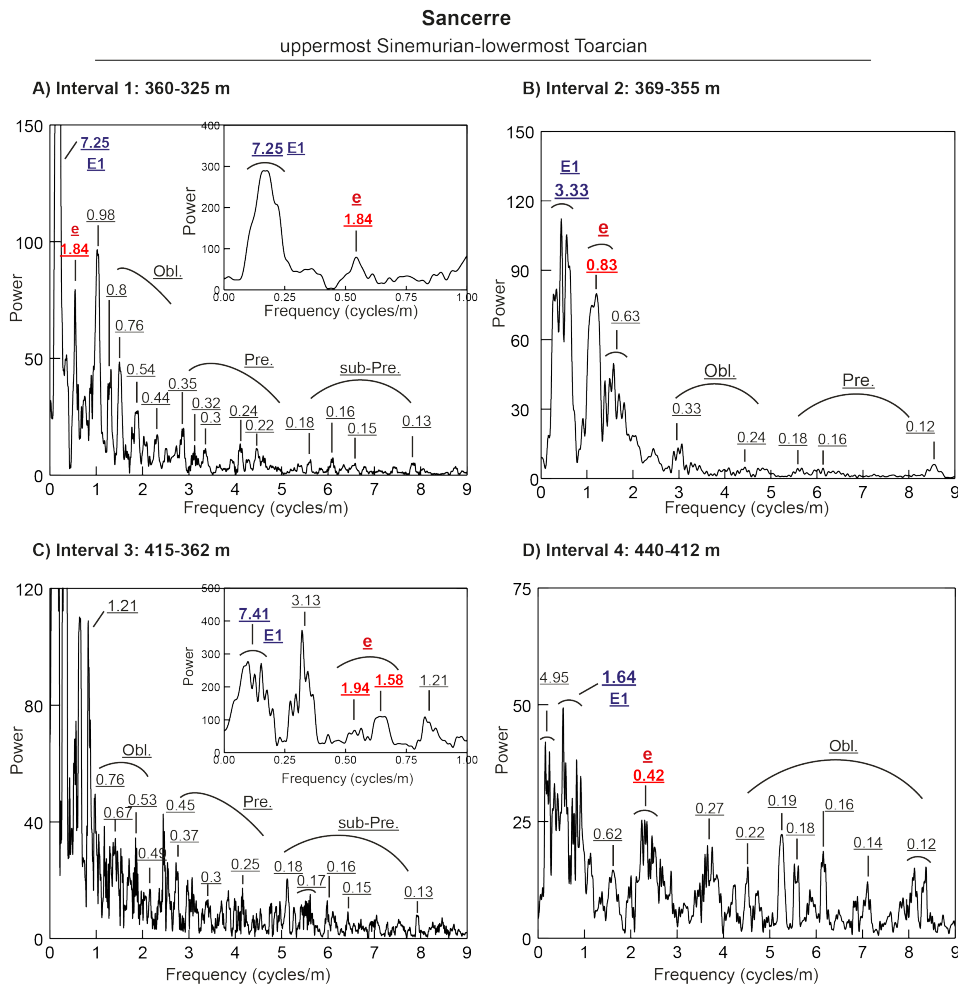 Sancerre
uppermost Sinemurian-lowermost Toarcian
A) Interval 1: 360-325 m
150
100
50
0
Power
0 1 2 3 4 5 6 7 8 9
Frequency (cycles/m)
7.25
E1
e
1.84
0.98
0.8
0.76
Obl.
0.54
0.44
0.35
0.32
0.3
Pre.
0.24
0.22
sub-Pre.
0.18
0.16
0.15
0.13
400
300
200
100
0
Power
7.25 E1
e
1.84
0.00 0.25 0.50 0.75 1.00
Frequency (cycles/m)
B) Interval 2: 369-355 m
150
120
90
60
30
0
Power
E1
3.33
e
0.83
0.63
Obl.
0.33
0.24
Pre.
0.18
0.16
0.12
0 1 2 3 4 5 6 7 8 9
Frequency (cycles/m)
C) Interval 3: 415-362 m
120
80
40
0
Power
1.21
Obl.
0.76
0.67
0.53
0.49
0.45
0.37
0.3
Pre.
0.25
sub-Pre.
0.18
0.17
0.16
0.15
0.13
0 1 2 3 4 5 6 7 8 9
Frequency (cycles/m)
500
400
300
200
100
0
Power
7.41
E1
3.13
e
1.94
1.58
1.21
0.00 0.25 0.50 0.75 1.00
Frequency (cycles/m)
D) Interval 4: 440-412 m
75
50
25
0
Power
4.95
1.64
E1
0.62
e
0.42
0.27
Obl.
0.22
0.19
0.18
0.16
0.14
0.12
0 1 2 3 4 5 6 7 8 9
Frequency (cycles/m)